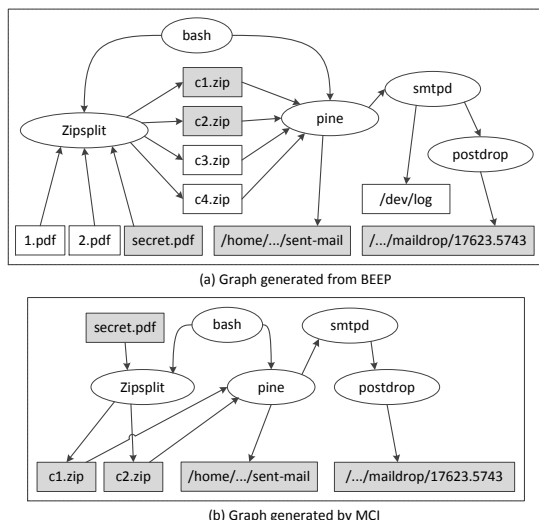 bash
c1.zip
smtpd
c2.zip
pine
Zipsplit
c3.zip
postdrop
c4.zip
/dev/log
1.pdf
2.pdf
secret.pdf
/home/.../sent-mail
/.../maildrop/17623.5743
(a) Graph generated from BEEP
secret.pdf
bash
smtpd
Zipsplit
pine
postdrop
c1.zip
c2.zip
/home/.../sent-mail
/.../maildrop/17623.5743
(b) Graph generated by MCI